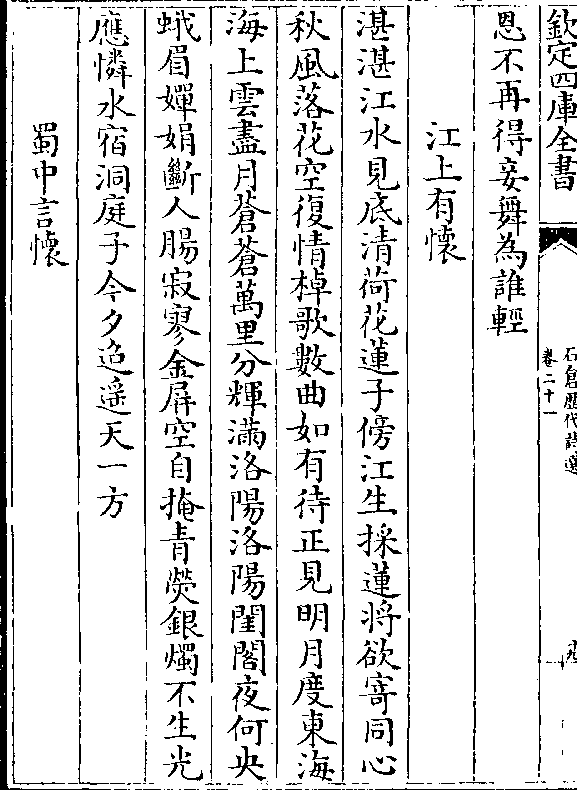 欽定四庫全書
石倉歷代詩選
卷二十一
恩不再得妾舞為誰輕
江上有懷
湛湛江水見底清荷花蓮子傍江生採蓮將欲寄同心
秋風落花空復情棹歌數曲如有待正見明月度東海
海上雲盡月蒼蒼萬里分輝滿洛陽洛陽閨閤夜何央
蛾眉嬋娟斷人腸寂寥金屏空自掩青熒銀燭不生光
應憐水宿洞庭子今夕迢遥天一方
蜀中言懷